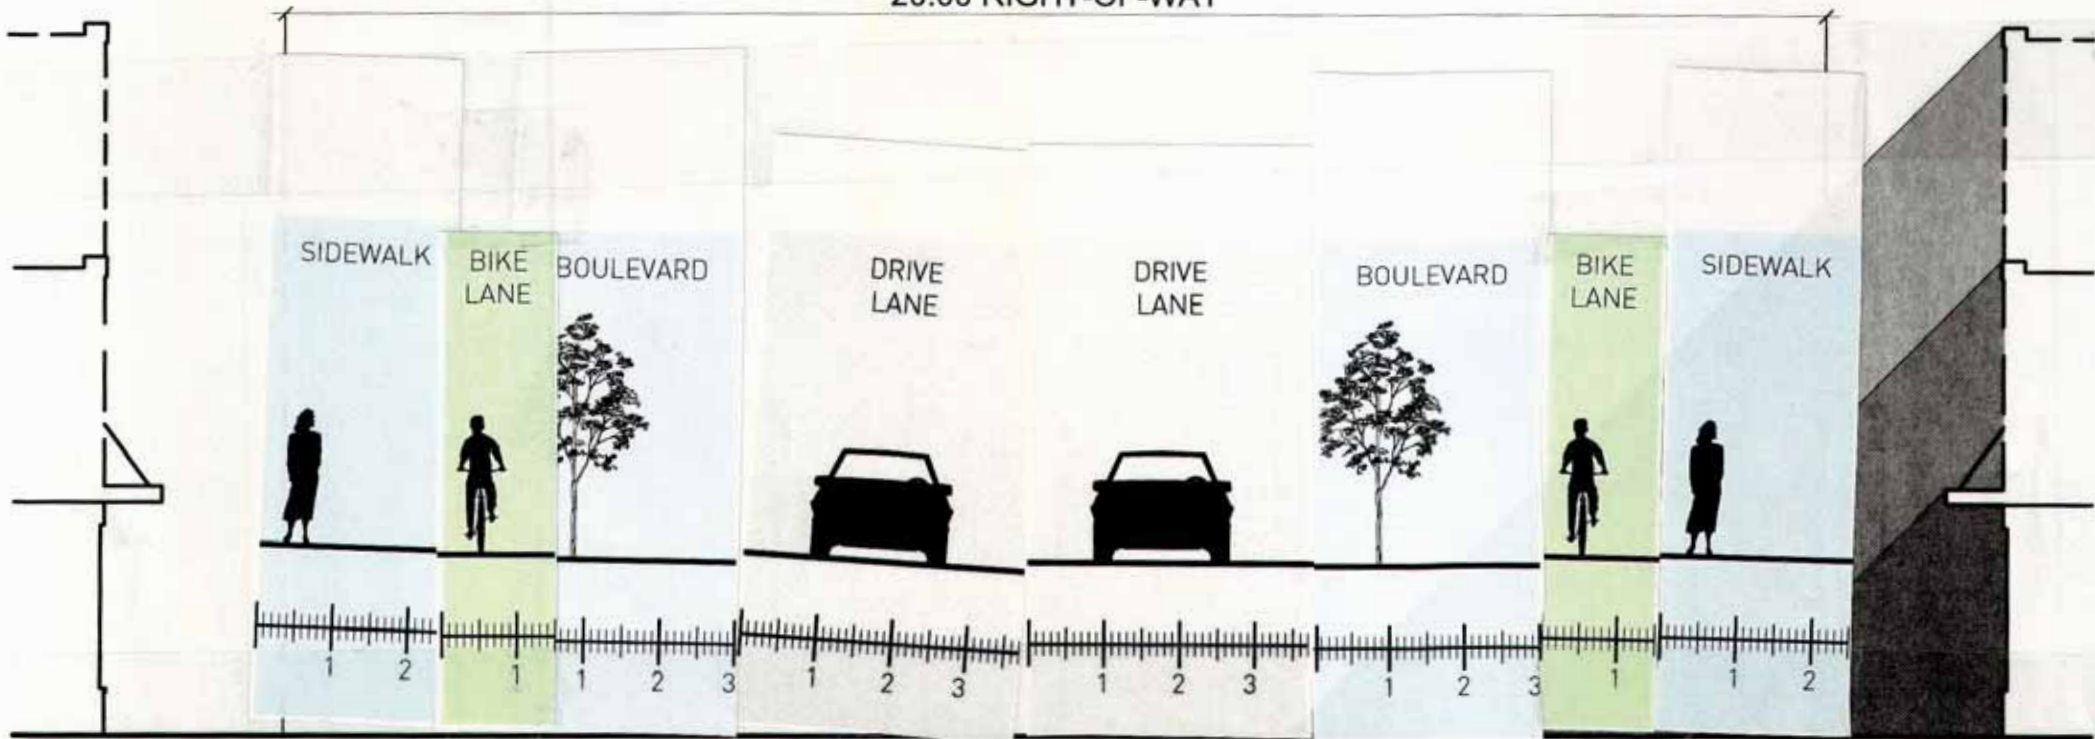 RIGHT-OF-WAY
SIDEWALK
BIKE
LANE
BOULEVARD
DRIVE
LANE
DRIVE
LANE
BOULEVARD
BIKE
LANE
SIDEWALK
1 2
1
1 2 3
1 2 3
1 2 3
1 2 3
1
1 2